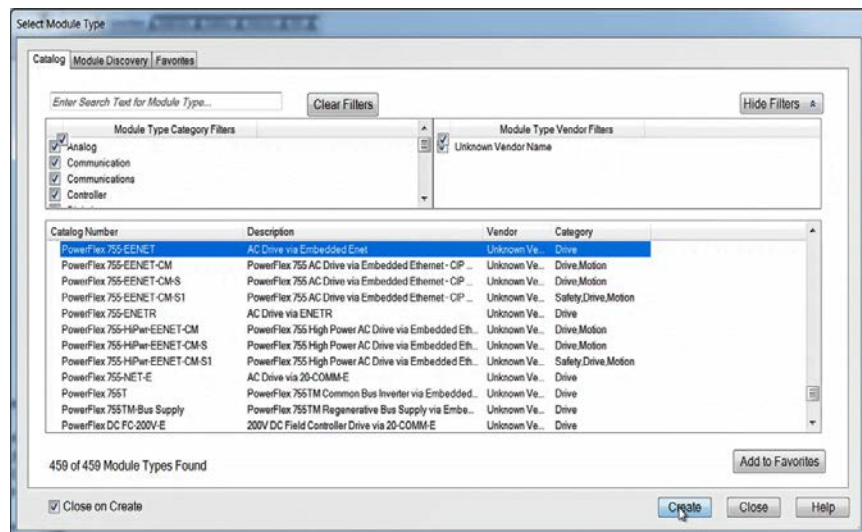 Select Module Type
Catalog Module Discovery Favorites
Enter Search Text for Module Type...
Clear Filters
Hide Filters
Module Type Category Filters
Module Type Vendor Filters
Analog
Unknown Vendor Name
Communication
Communications
Controller
Catalog Number Description Vendor Category
PowerFlex 755-EENET AC Drive via Embedded Enet Unknown Ve... Drive
PowerFlex 755-EENET-CM PowerFlex 755 AC Drive via Embedded Ethernet - CIP ... Unknown Ve... Drive,Motion
PowerFlex 755-EENET-CM-S PowerFlex 755 AC Drive via Embedded Ethernet - CIP ... Unknown Ve... Drive,Motion
PowerFlex 755-EENET-CM-S1 PowerFlex 755 AC Drive via Embedded Ethernet - CIP ... Unknown Ve... Safety,Drive,Motion
PowerFlex 755-ENETR AC Drive via ENETR Unknown Ve... Drive
PowerFlex 755-HiPwr-EENET-CM PowerFlex 755 High Power AC Drive via Embedded Eth... Unknown Ve... Drive,Motion
PowerFlex 755-HiPwr-EENET-CM-S PowerFlex 755 High Power AC Drive via Embedded Eth... Unknown Ve... Drive,Motion
PowerFlex 755-HiPwr-EENET-CM-S1 PowerFlex 755 High Power AC Drive via Embedded Eth... Unknown Ve... Safety,Drive,Motion
PowerFlex 755-NET-E AC Drive via 20-COMM-E Unknown Ve... Drive
PowerFlex 755T PowerFlex 755TM Common Bus Inverter via Embedded... Unknown Ve... Drive
PowerFlex 755TM-Bus Supply PowerFlex 755TM Regenerative Bus Supply via Embe... Unknown Ve... Drive
PowerFlex DC FC-200V-E 200V DC Field Controller Drive via 20-COMM-E Unknown Ve... Drive
459 of 459 Module Types Found
Add to Favorites
Close on Create
Create
Close
Help